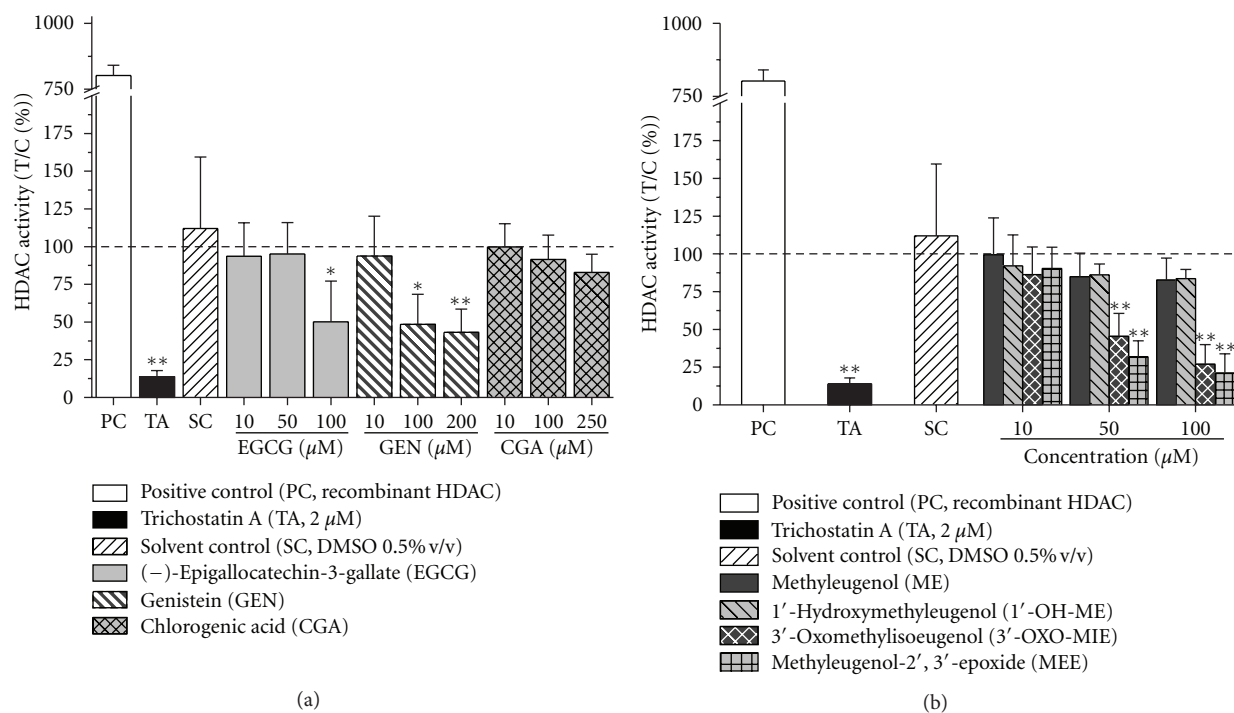 1000
750
175
150
125
100
75
50
25
0
HDAC activity (T/C (%))
**
*
*
**
PC TA SC 10 50 100 10 100 200 10 100 250
EGCG (μM) GEN (μM) CGA (μM)
Positive control (PC, recombinant HDAC)
Trichostatin A (TA, 2 μM)
Solvent control (SC, DMSO 0.5% v/v)
(−)-Epigallocatechin-3-gallate (EGCG)
Genistein (GEN)
Chlorogenic acid (CGA)
(a)
1000
750
175
150
125
100
75
50
25
0
HDAC activity (T/C (%))
**
**
**
**
**
PC TA SC 10 50 100
Concentration (μM)
Positive control (PC, recombinant HDAC)
Trichostatin A (TA, 2 μM)
Solvent control (SC, DMSO 0.5% v/v)
Methyleugenol (ME)
1′-Hydroxymethyleugenol (1′-OH-ME)
3′-Oxomethylisoeugenol (3′-OXO-MIE)
Methyleugenol-2′, 3′-epoxide (MEE)
(b)